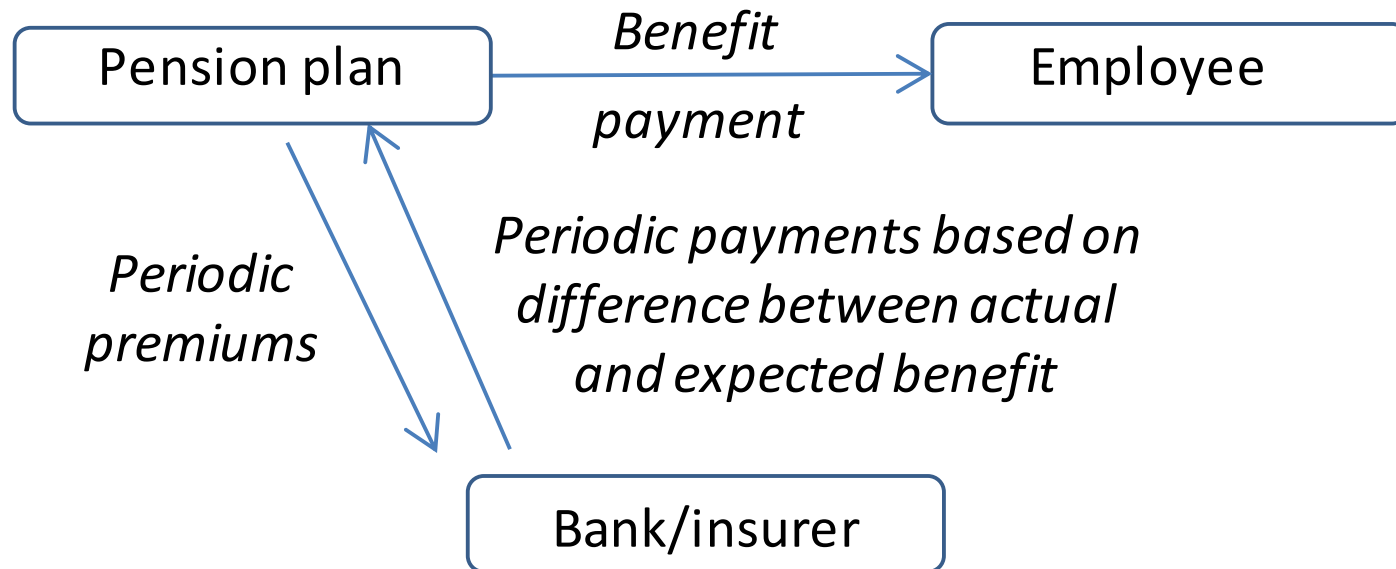 Pension plan
Benefit
payment
Employee
Periodic
premiums
Periodic payments based on
difference between actual
and expected benefit
Bank/insurer